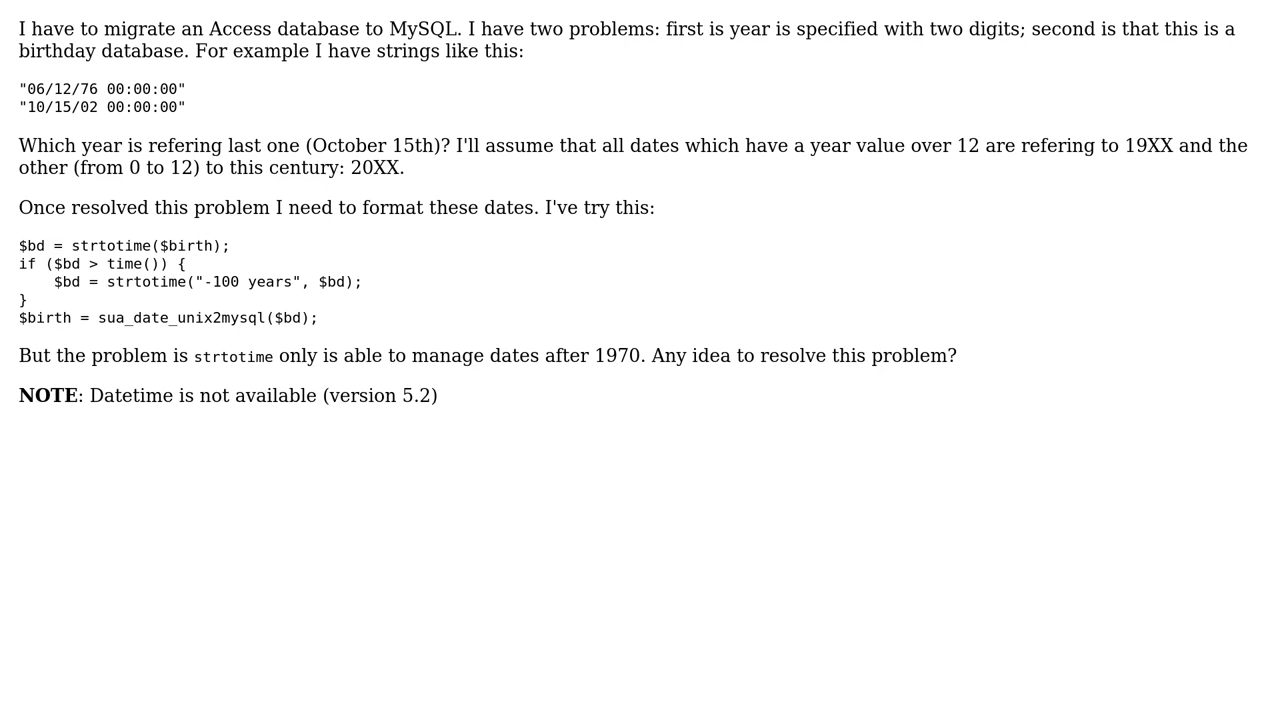 I have to migrate an Access database to MySQL. I have two problems: first is year is specified with two digits; second is that this is a
birthday database. For example I have strings like this:
"06/12/76 00:00:00"
"10/15/02 00:00:00"
Which year is refering last one (October 15th)? I'll assume that all dates which have a year value over 12 are refering to 19XX and the
other (from 0 to 12) to this century: 20XX.
Once resolved this problem I need to format these dates. I've try this:
$bd = strtotime($birth);
if ($bd > time()) {
    $bd = strtotime("-100 years", $bd);
}
$birth = sua_date_unix2mysql($bd);
But the problem is strtotime only is able to manage dates after 1970. Any idea to resolve this problem?
NOTE: Datetime is not available (version 5.2)